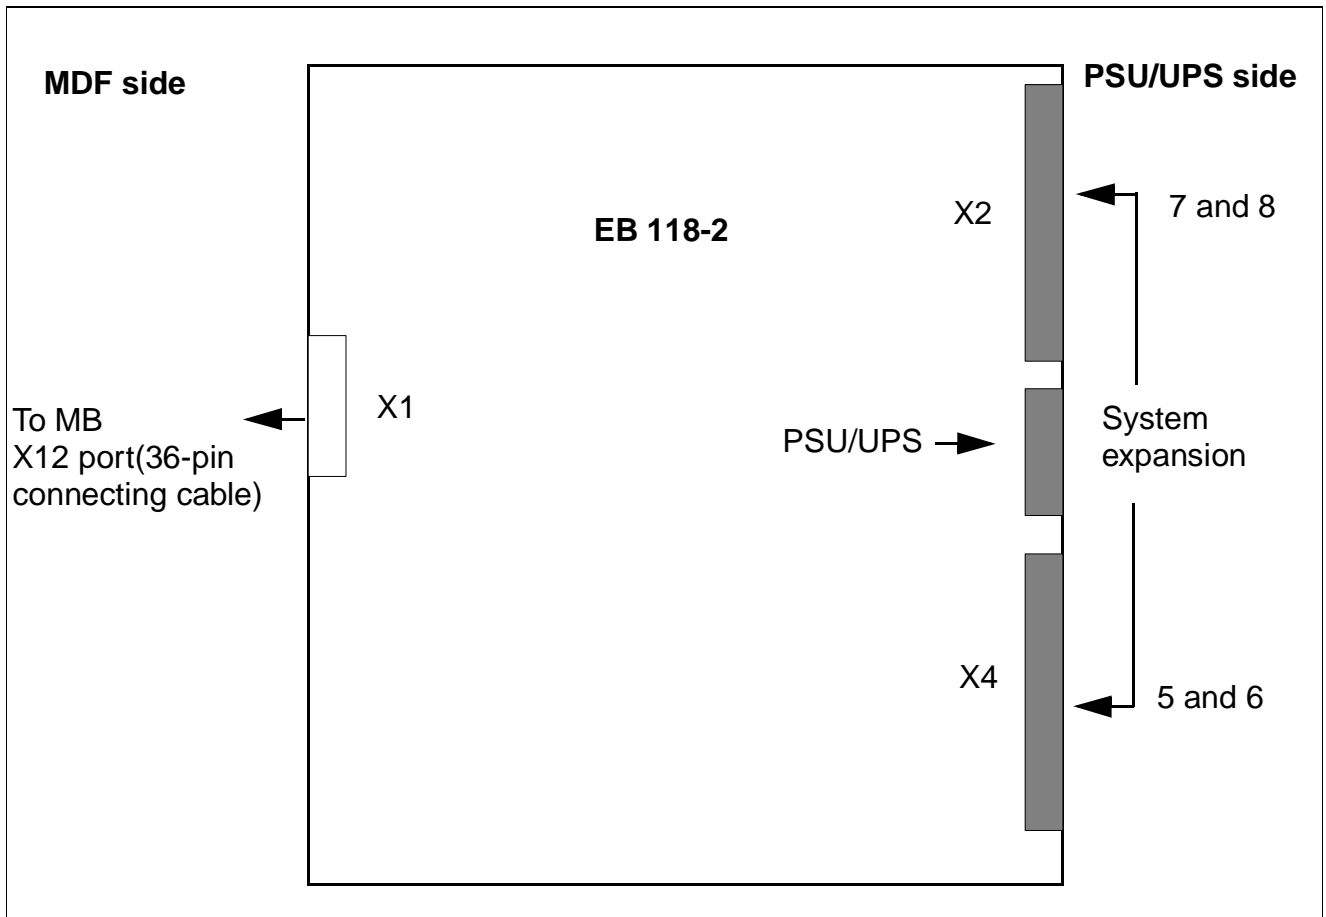 MDF side
PSU/UPS side
EB 118-2
X2
7 and 8
X1
To MB
X12 port(36-pin
connecting cable)
PSU/UPS
System
expansion
X4
5 and 6